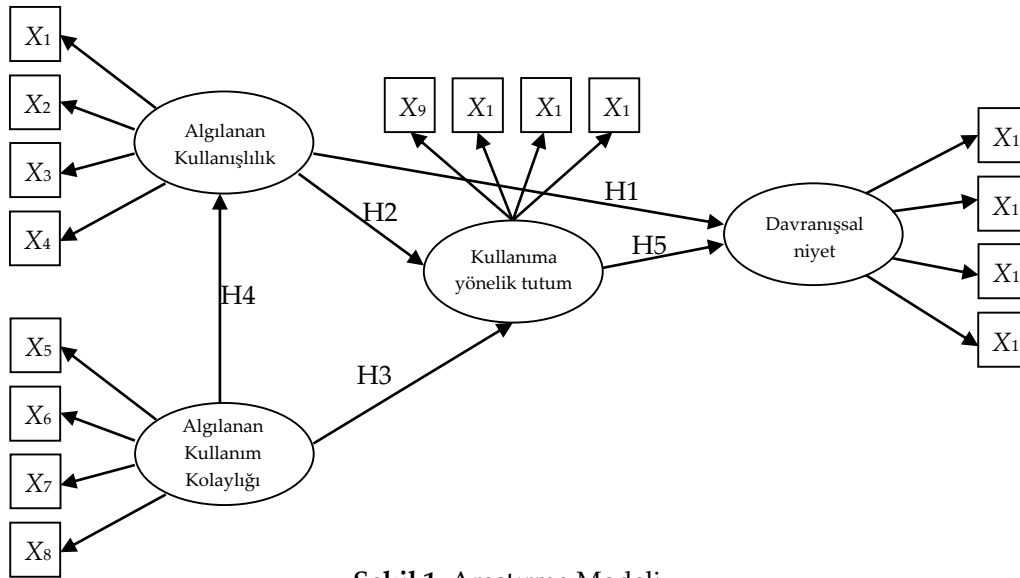 X1
X2
X3
X4
Algılanan
Kullanışlılık
X9
X1
X1
X1
H1
H2
H4
H5
H3
Kullanıma
yönelik tutum
Davranışsal
niyet
X1
X1
X1
X1
X5
X6
X7
X8
Algılanan
Kullanım
Kolaylığı
Şekil 1. Araştırma Modeli